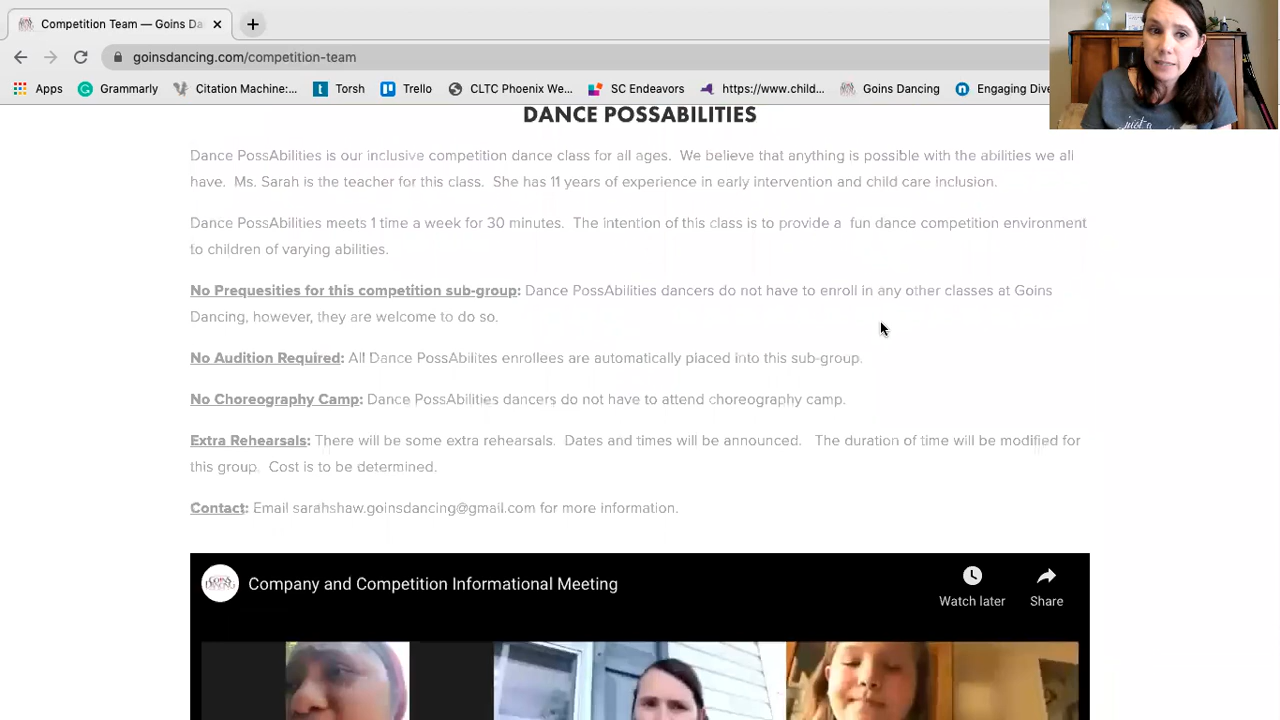 Competition Team — Goins Da
goinsdancing.com/competition-team
Apps Grammarly Citation Machine:... Torsh Trello CLTC Phoenix We... SC Endeavors https://www.child... Goins Dancing Engaging Dive
DANCE POSSABILITIES
Dance PossAbilities is our inclusive competition dance class for all ages. We believe that anything is possible with the abilities we all
have. Ms. Sarah is the teacher for this class. She has 11 years of experience in early intervention and child care inclusion.
Dance PossAbilities meets 1 time a week for 30 minutes. The intention of this class is to provide a fun dance competition environment
to children of varying abilities.
No Prequesities for this competition sub-group: Dance PossAbilities dancers do not have to enroll in any other classes at Goins
Dancing, however, they are welcome to do so.
No Audition Required: All Dance PossAbilites enrollees are automatically placed into this sub-group.
No Choreography Camp: Dance PossAbilities dancers do not have to attend choreography camp.
Extra Rehearsals: There will be some extra rehearsals. Dates and times will be announced. The duration of time will be modified for
this group. Cost is to be determined.
Contact: Email sarahshaw.goinsdancing@gmail.com for more information.
GOINS DANCING
Company and Competition Informational Meeting
Watch later
Share
just a